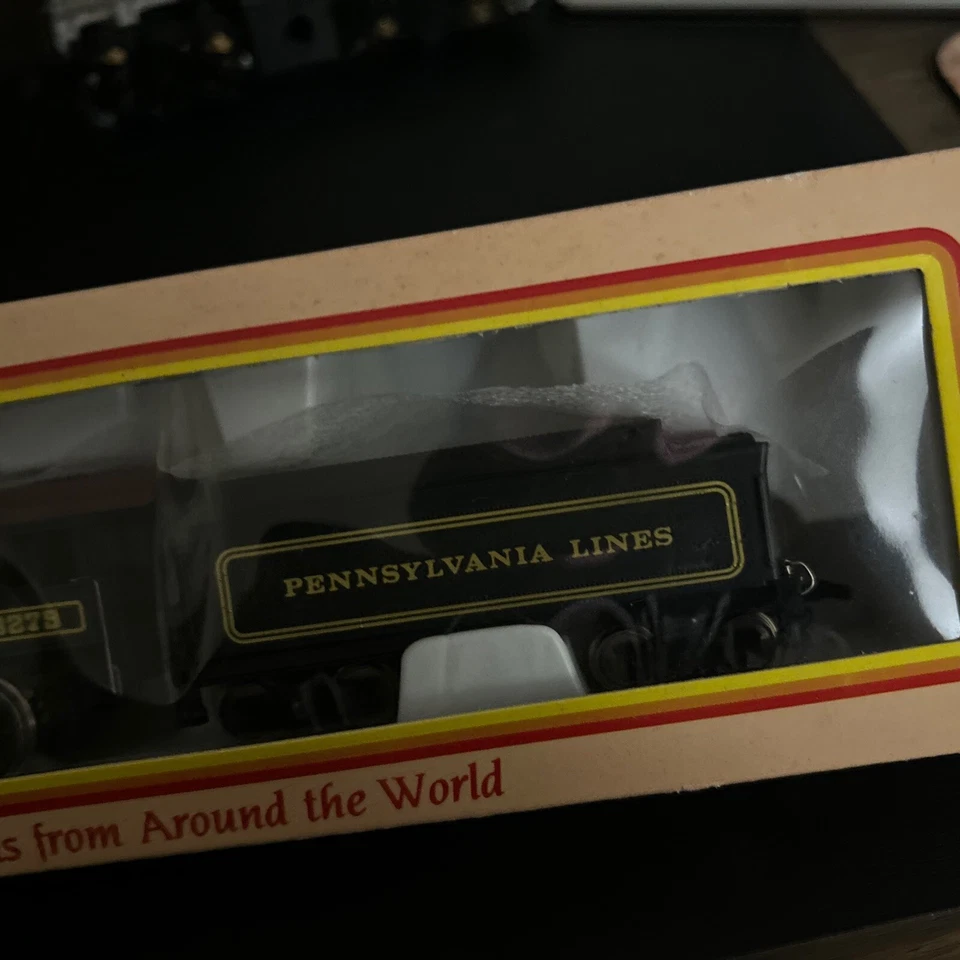 PENNSYLVANIA LINES
from Around the World